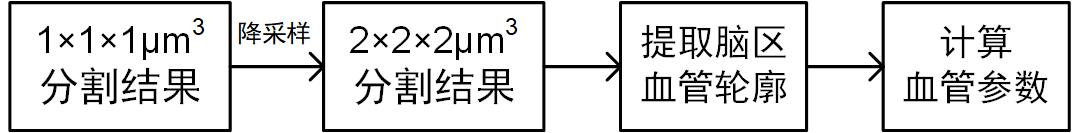 1×1×1μm³
分割结果
降采样
2×2×2μm³
分割结果
提取脑区
血管轮廓
计算
血管参数